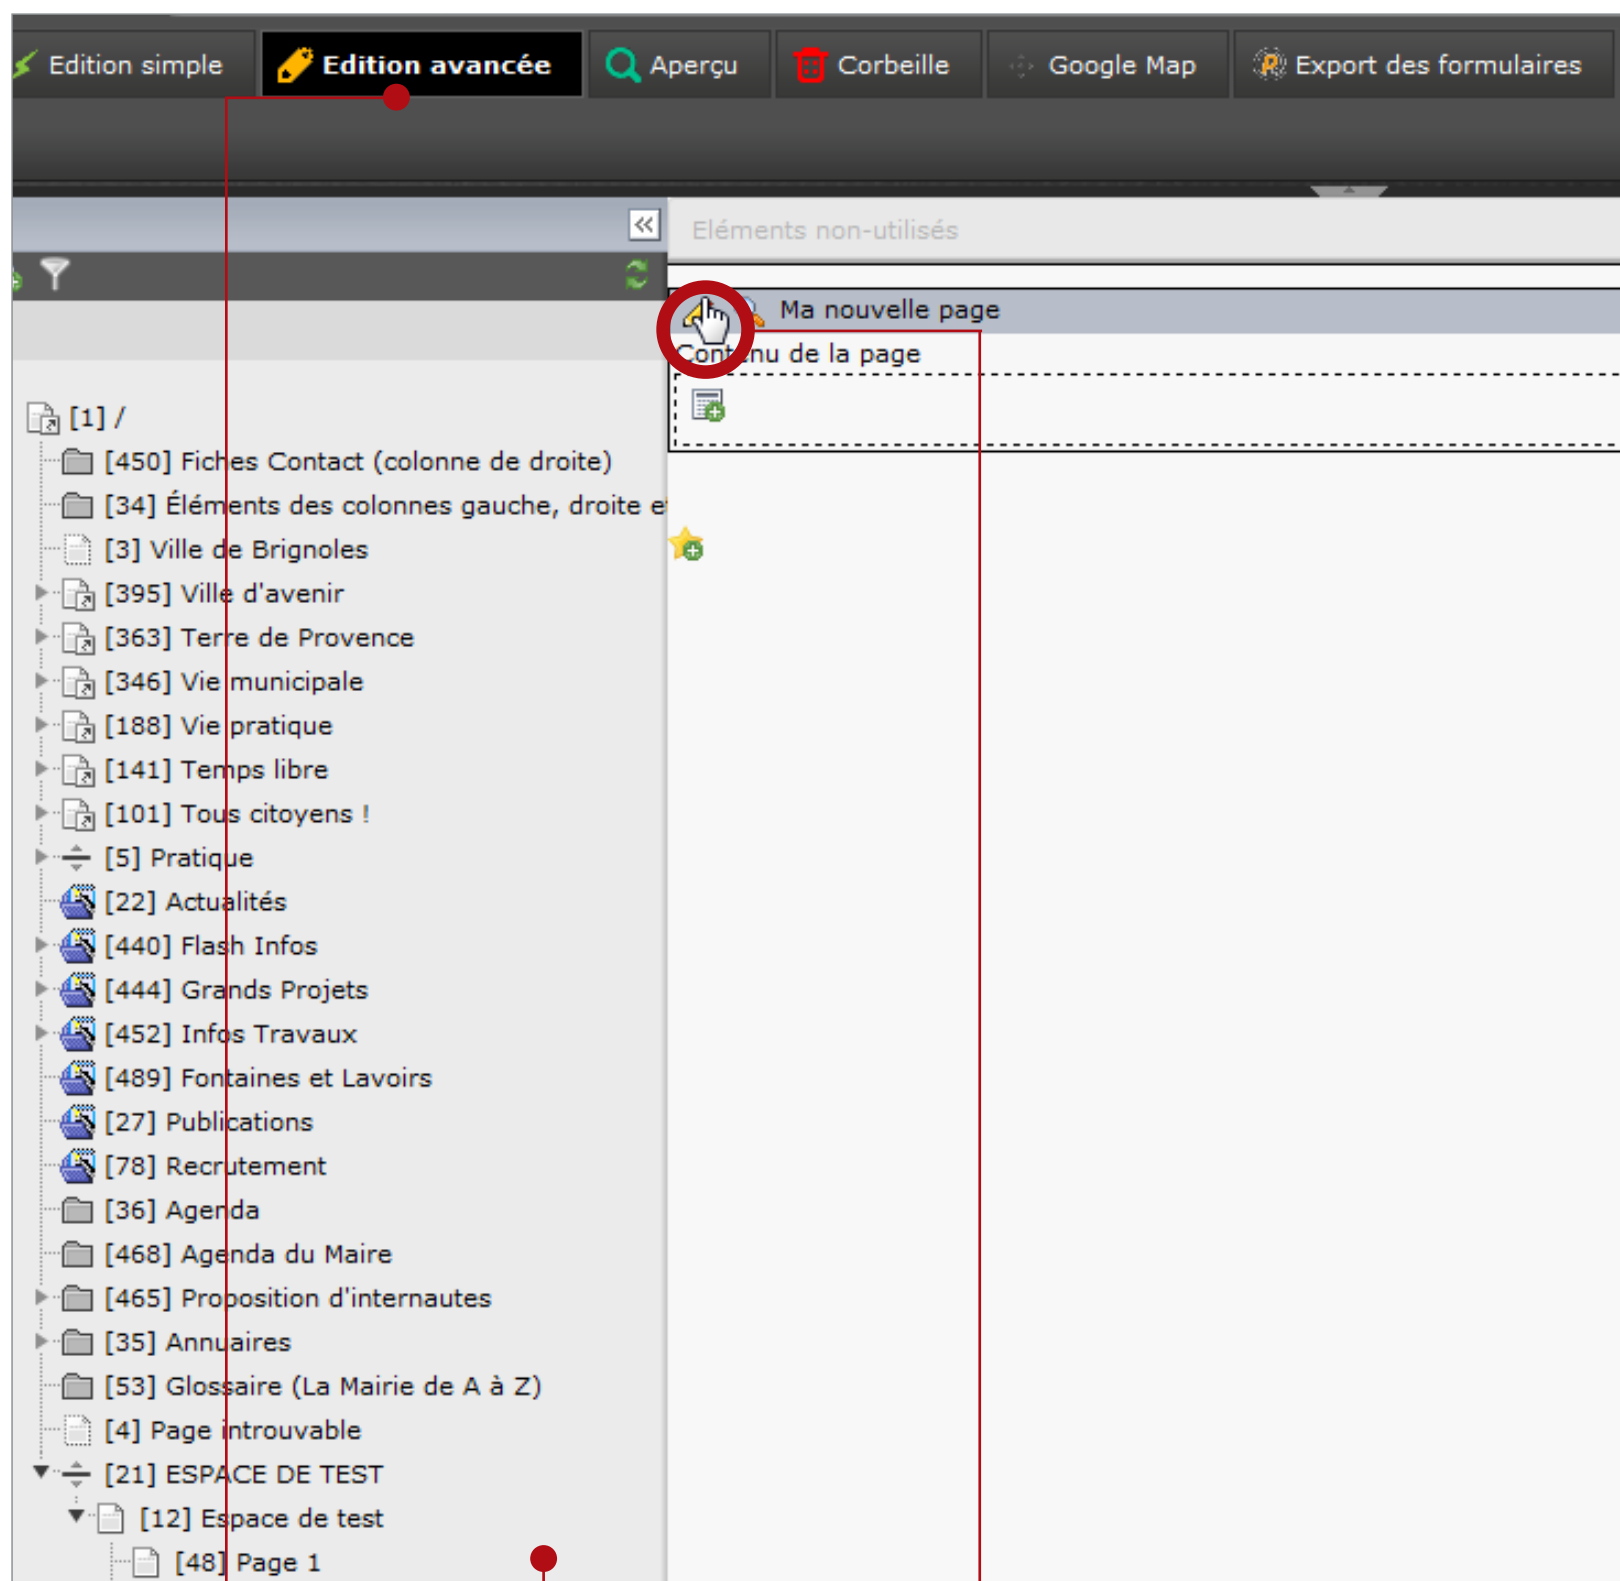 Edition simple
Edition avancée
Aperçu
Corbeille
Google Map
Export des formulaires
Eléments non-utilisés
Ma nouvelle page
Contenu de la page
[1] /
[450] Fiches Contact (colonne de droite)
[34] Éléments des colonnes gauche, droite et
[3] Ville de Brignoles
[395] Ville d'avenir
[363] Terre de Provence
[346] Vie municipale
[188] Vie pratique
[141] Temps libre
[101] Tous citoyens !
[5] Pratique
[22] Actualités
[440] Flash Infos
[444] Grands Projets
[452] Infos Travaux
[489] Fontaines et Lavoirs
[27] Publications
[78] Recrutement
[36] Agenda
[468] Agenda du Maire
[465] Proposition d'internautes
[35] Annuaires
[53] Glossaire (La Mairie de A à Z)
[4] Page introuvable
[21] ESPACE DE TEST
[12] Espace de test
[48] Page 1